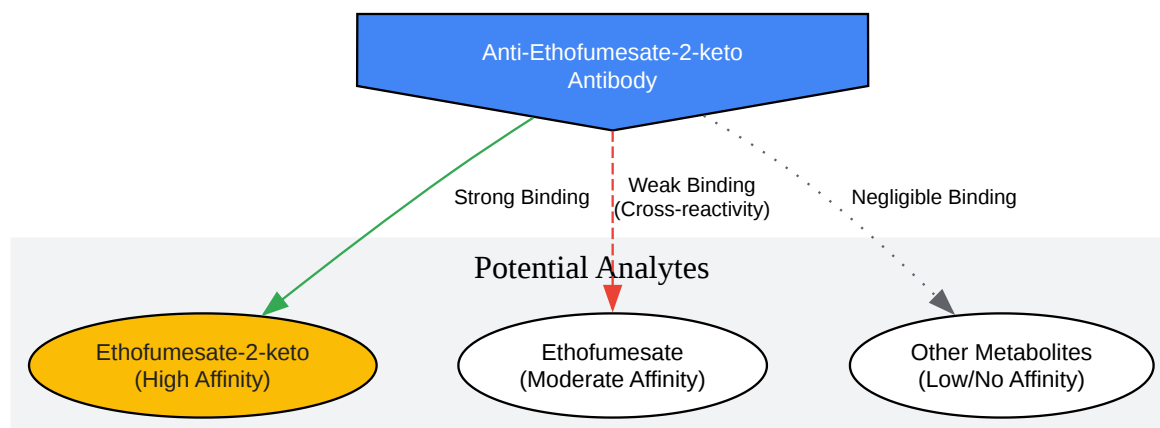 Anti-Ethofumesate-2-keto
Antibody
Strong Binding
Weak Binding
(Cross-reactivity)
Negligible Binding
Potential Analytes
Ethofumesate-2-keto
(High Affinity)
Ethofumesate
(Moderate Affinity)
Other Metabolites
(Low/No Affinity)